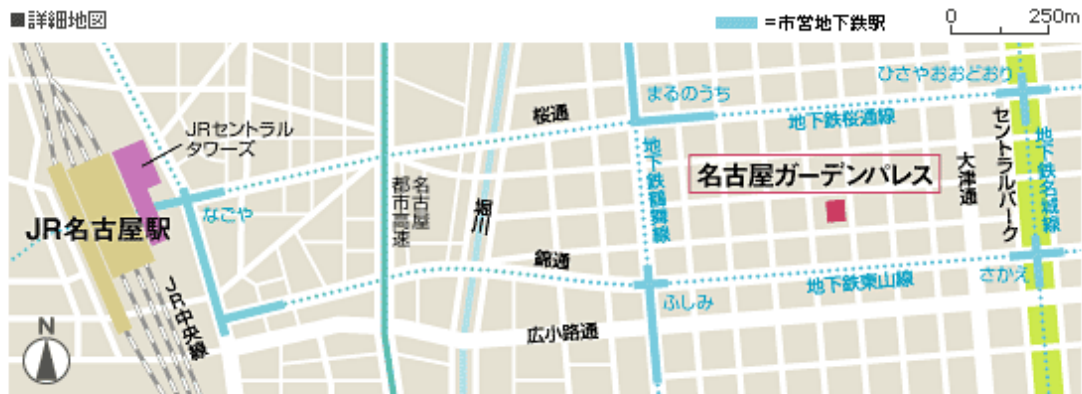 ■詳細地図
=市営地下鉄駅
0
250m
ひさやおおどおり
まるのうち
桜通
地下鉄桜通線
JRセントラル
タワーズ
地下鉄鶴舞線
名古屋ガーデンパレス
大津通
セントラルパーク
地下鉄名城線
名古屋
都市高速
堀川
なごや
JR名古屋駅
錦通
地下鉄東山線
さかえ
ふしみ
JR中央線
広小路通
N